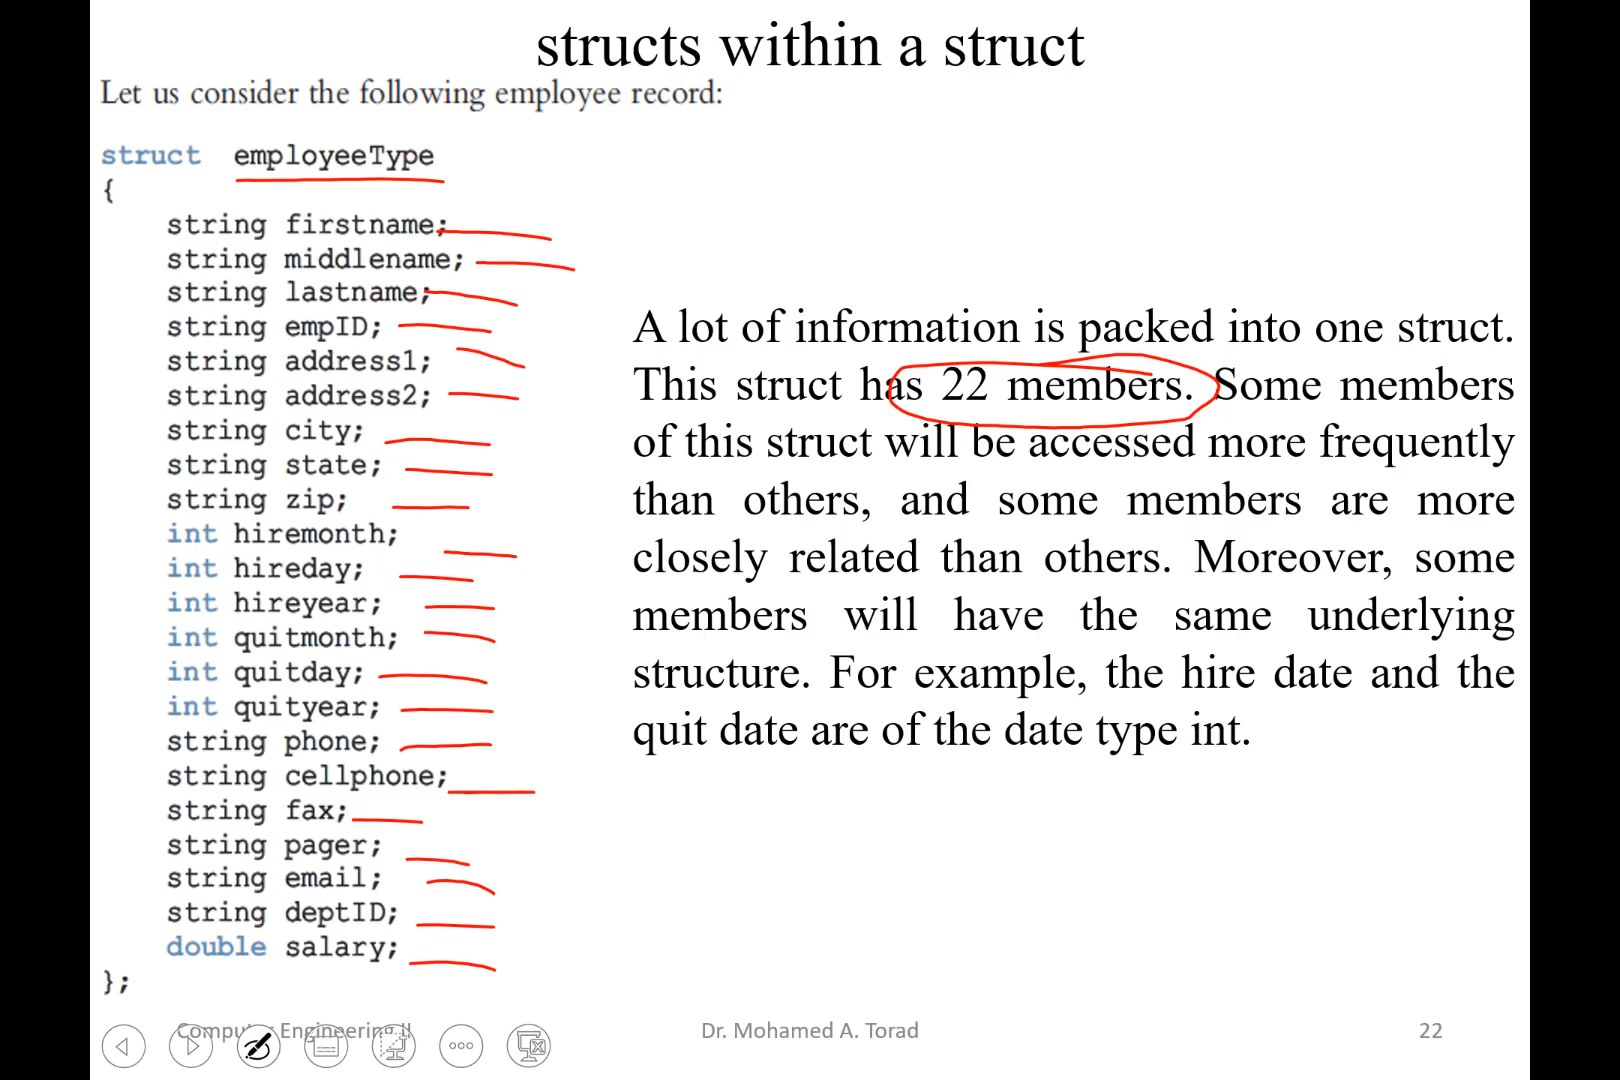 structs within a struct
Let us consider the following employee record:
struct employeeType
{
string firstname;
string middlename;
string lastname;
string empID;
string address1;
string address2;
string city;
string state;
string zip;
int hiremonth;
int hireday;
int hireyear;
int quitmonth;
int quitday;
int quityear;
string phone;
string cellphone;
string fax;
string pager;
string email;
string deptID;
double salary;
};
A lot of information is packed into one struct.
This struct has 22 members. Some members
of this struct will be accessed more frequently
than others, and some members are more
closely related than others. Moreover, some
members will have the same underlying
structure. For example, the hire date and the
quit date are of the date type int.
Computer Engineering II
Dr. Mohamed A. Torad
22